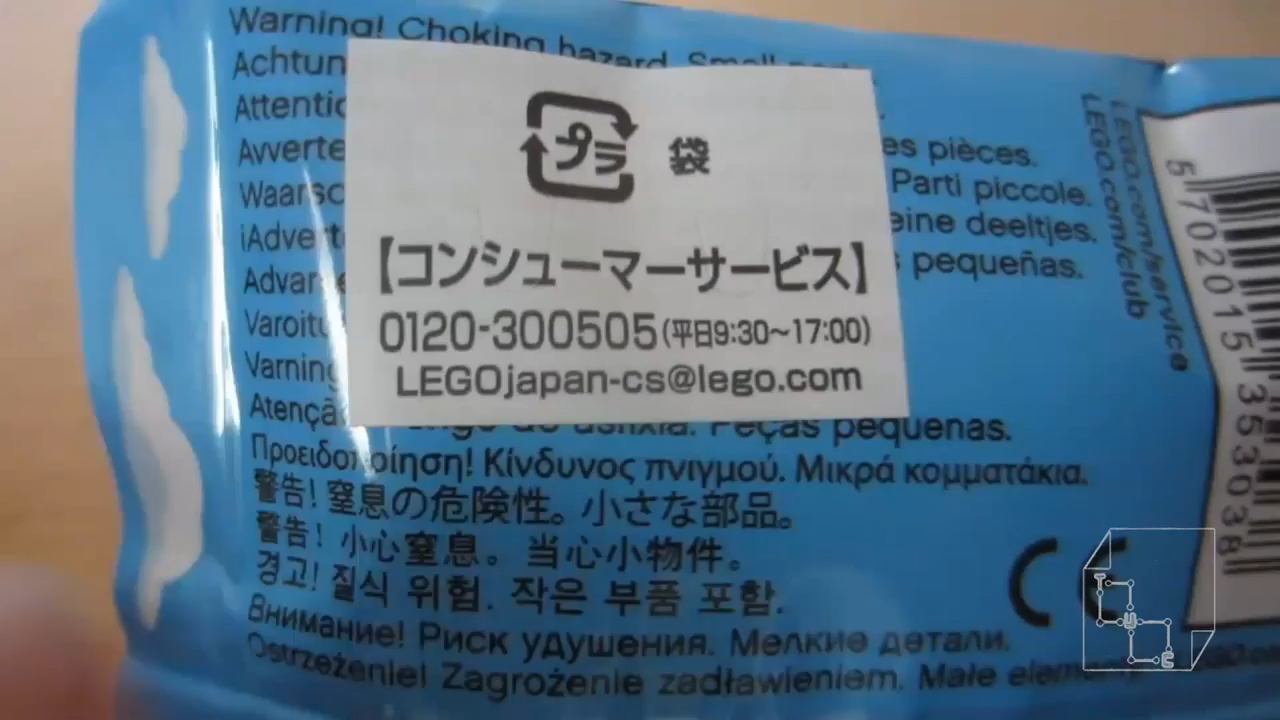 Warning! Choking hazard. Small
Achtun
Attentio
es pièces.
Avverte
Parti piccole.
Waarsc
eine deeltjes.
¡Advert
pequeñas.
Advar
Varoitu
Varning
Atençã
de asfixia. Peças pequenas.
プラ 袋
【コンシューマーサービス】
0120-300505(平日9:30～17:00)
LEGOjapan-cs@lego.com
Κίνδυνος πνιγμού. Μικρά κομματάκια.
警告! 窒息の危険性。小さな部品。
警告! 小心窒息。当心小物件。
경고! 질식 위험. 작은 부품 포함.
Внимание! Риск удушения. Мелкие детали.
Ostrzeżenie! Zagrożenie zadławieniem. Małe elem
LEGO.com/service
LEGO.com/club
5 702015 353038
CE
TUE